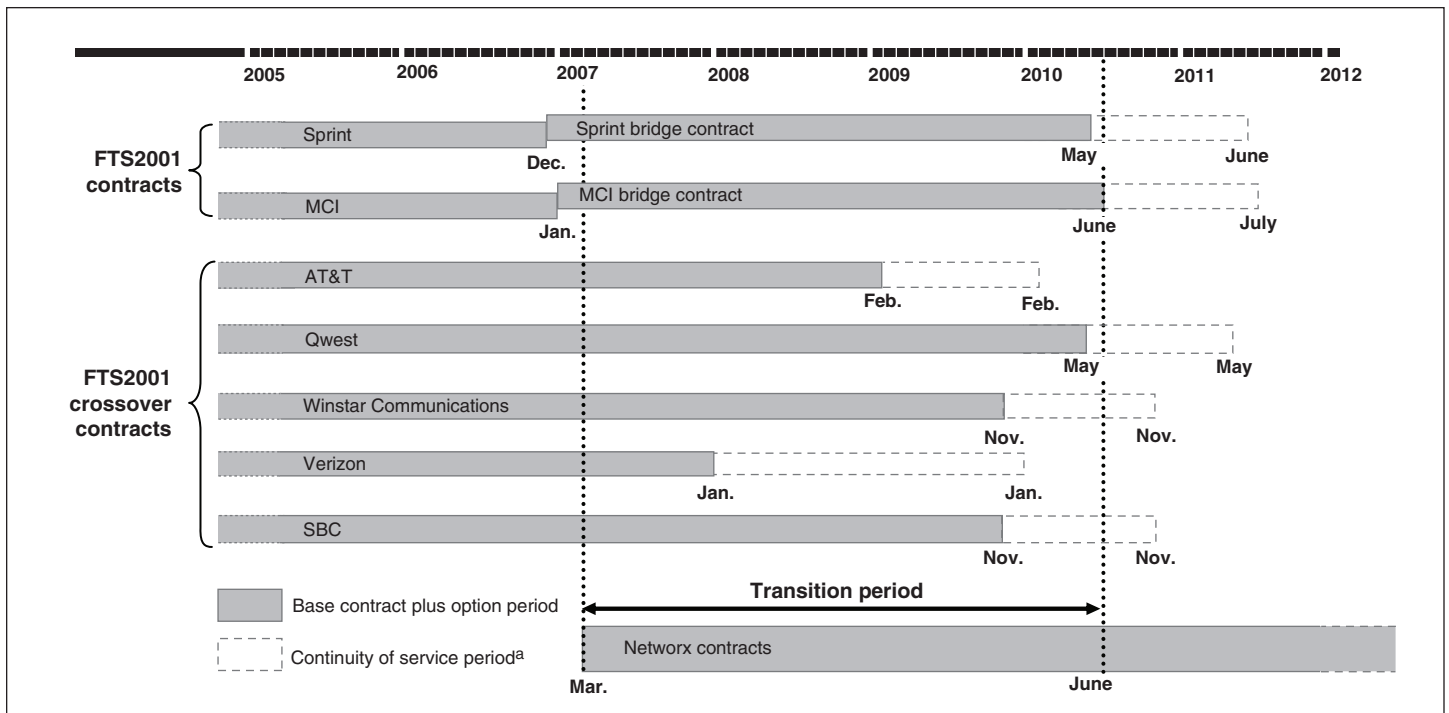 2005 2006 2007 2008 2009 2010 2011 2012
FTS2001
contracts
Sprint Sprint bridge contract
Dec. May June
MCI MCI bridge contract
Jan. June July
FTS2001
crossover
contracts
AT&T
Feb. Feb.
Qwest
May May
Winstar Communications
Nov. Nov.
Verizon
Jan. Jan.
SBC
Nov. Nov.
Transition period
Base contract plus option period
Continuity of service perioda
Networx contracts
Mar. June